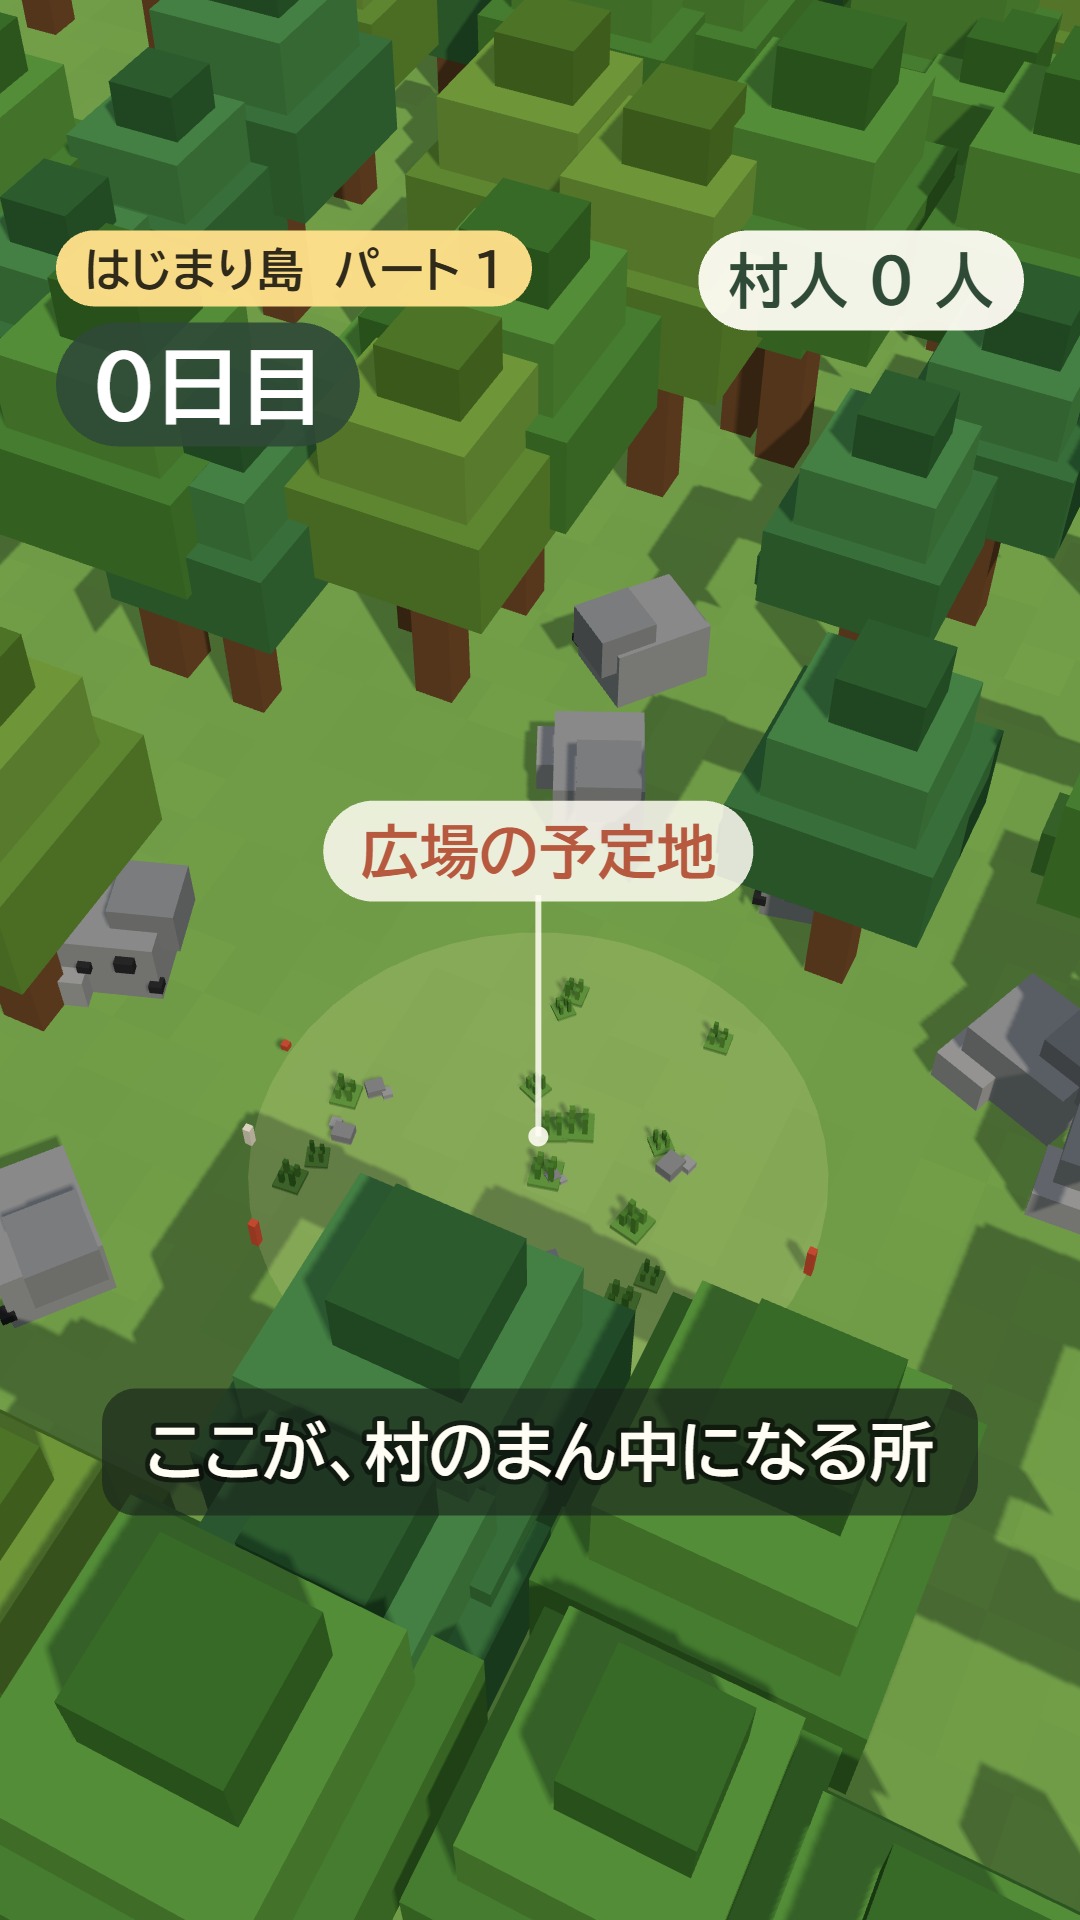 はじまり島 パート 1
村人 0 人
0日目
広場の予定地
ここが、村のまん中になる所